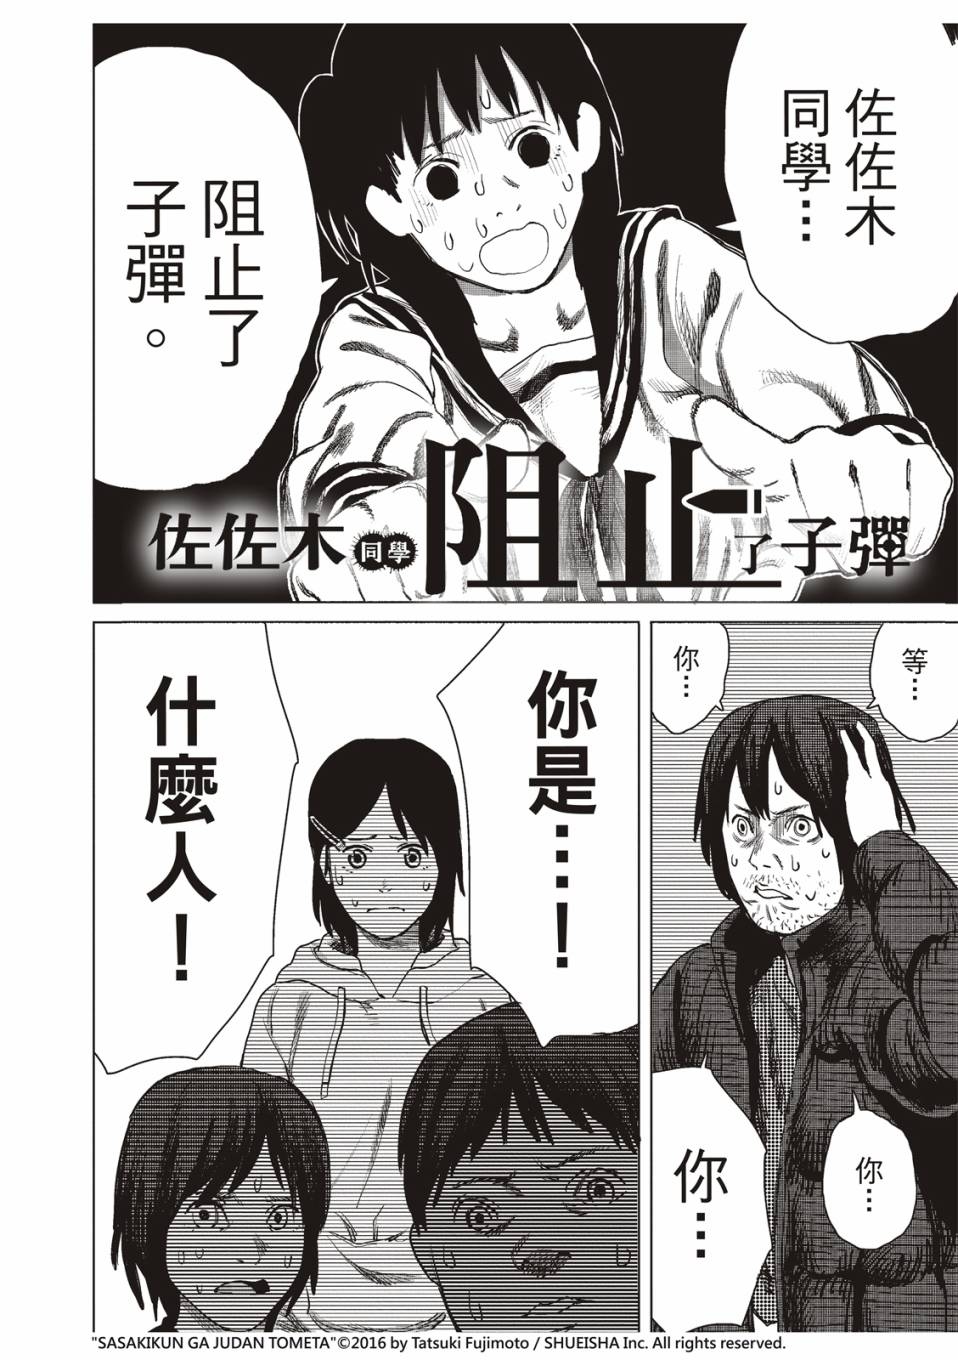 佐佐木
同學…
阻止了
子彈。
佐佐木同學阻止了子彈
等…
你…
你…
你…
你是…！
什麼人！
"SASAKIKUN GA JUDAN TOMETA"©2016 by Tatsuki Fujimoto / SHUEISHA Inc. All rights reserved.